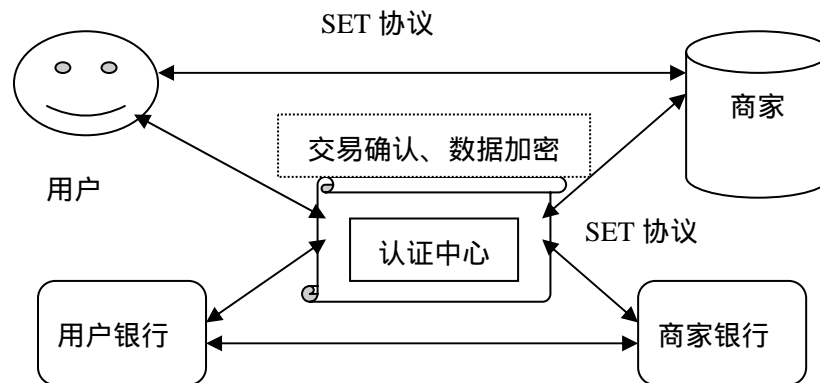 SET 协议
商家
交易确认、数据加密
用户
SET 协议
认证中心
用户银行
商家银行